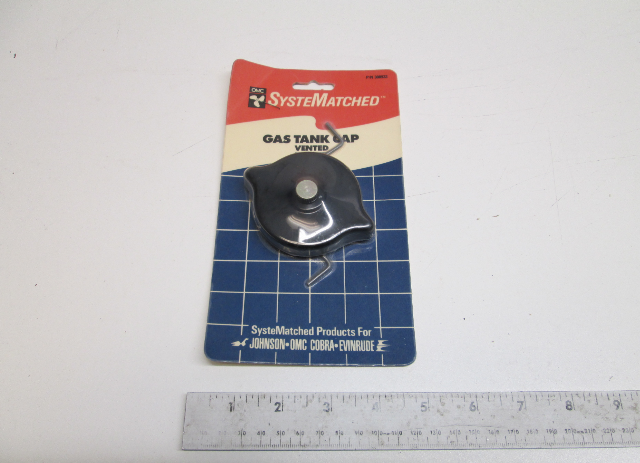 OMC
SYSTEMATCHED™
GAS TANK CAP
VENTED
SysteMatched Products For
JOHNSON•OMC COBRA•EVINRUDE
1 2 3 4 5 6 7 8 9